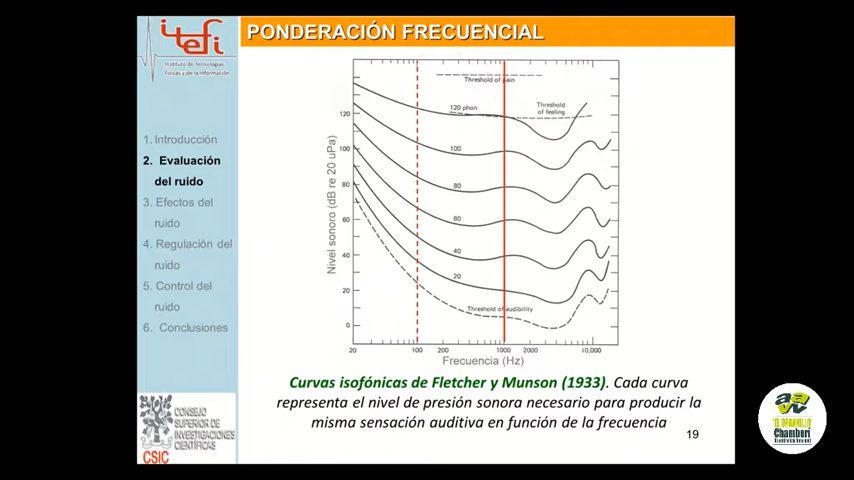 itefi
Instituto de Tecnologías
Físicas y de la Información
PONDERACIÓN FRECUENCIAL
1. Introducción
2. Evaluación
del ruido
3. Efectos del
ruido
4. Regulación del
ruido
5. Control del
ruido
6. Conclusiones
CONSEJO
SUPERIOR DE
INVESTIGACIONES
CIENTÍFICAS
CSIC
Nivel sonoro (dB re 20 uPa)
120
100
80
60
40
20
0
Threshold of pain
Threshold
of feeling
120 phon
100
80
60
40
20
Threshold of audibility
20 100 200 1000 2000 10,000
Frecuencia (Hz)
Curvas isofónicas de Fletcher y Munson (1933). Cada curva
representa el nivel de presión sonora necesario para producir la
misma sensación auditiva en función de la frecuencia
19
"EL ORGANILLO"
Chamberí